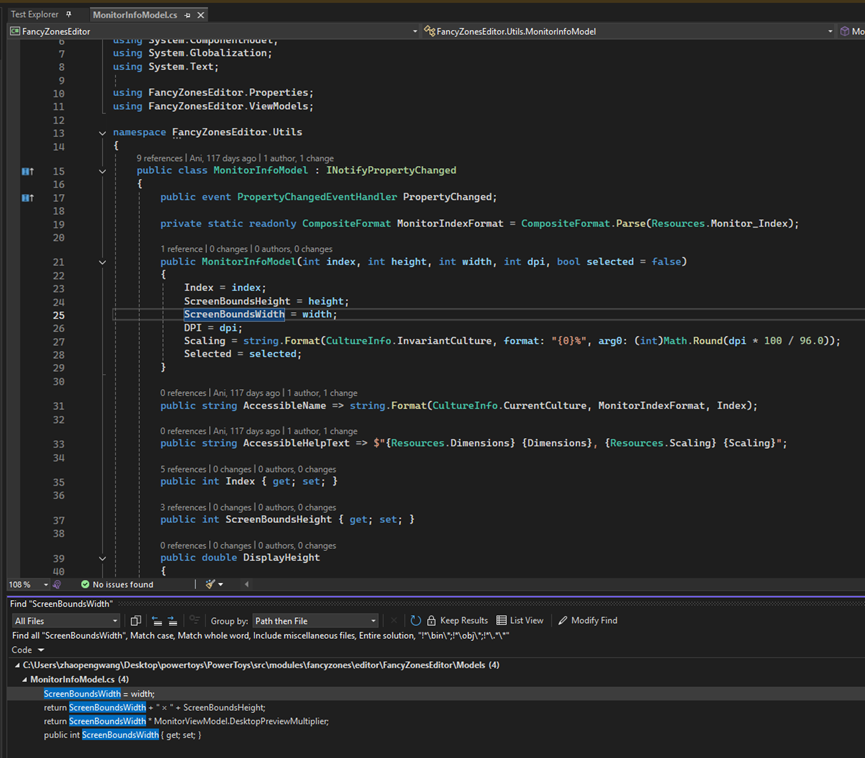 Test Explorer
MonitorInfoModel.cs
FancyZonesEditor
FancyZonesEditor.Utils.MonitorInfoModel
Mo
6 using System.ComponentModel;
7 using System.Globalization;
8 using System.Text;
9
10 using FancyZonesEditor.Properties;
11 using FancyZonesEditor.ViewModels;
12
13 namespace FancyZonesEditor.Utils
14 {
9 references | Ani, 117 days ago | 1 author, 1 change
15 public class MonitorInfoModel : INotifyPropertyChanged
16 {
17 public event PropertyChangedEventHandler PropertyChanged;
18
19 private static readonly CompositeFormat MonitorIndexFormat = CompositeFormat.Parse(Resources.Monitor_Index);
20
1 reference | 0 changes | 0 authors, 0 changes
21 public MonitorInfoModel(int index, int height, int width, int dpi, bool selected = false)
22 {
23 Index = index;
24 ScreenBoundsHeight = height;
25 ScreenBoundsWidth = width;
26 DPI = dpi;
27 Scaling = string.Format(CultureInfo.InvariantCulture, format: "{0}%", arg0: (int)Math.Round(dpi * 100 / 96.0));
28 Selected = selected;
29 }
30
0 references | Ani, 117 days ago | 1 author, 1 change
31 public string AccessibleName => string.Format(CultureInfo.CurrentCulture, MonitorIndexFormat, Index);
32
0 references | Ani, 117 days ago | 1 author, 1 change
33 public string AccessibleHelpText => $"{Resources.Dimensions} {Dimensions}, {Resources.Scaling} {Scaling}";
34
5 references | 0 changes | 0 authors, 0 changes
35 public int Index { get; set; }
36
3 references | 0 changes | 0 authors, 0 changes
37 public int ScreenBoundsHeight { get; set; }
38
0 references | 0 changes | 0 authors, 0 changes
39 public double DisplayHeight
40 {
108 % No issues found
Find "ScreenBoundsWidth"
All Files Group by: Path then File Keep Results List View Modify Find
Find all "ScreenBoundsWidth", Match case, Match whole word, Include miscellaneous files, Entire solution, "!*\bin\*;!*\obj\*;!*\.*\*"
Code
C:\Users\zhaopengwang\Desktop\powertoys\PowerToys\src\modules\fancyzones\editor\FancyZonesEditor\Models (4)
MonitorInfoModel.cs (4)
ScreenBoundsWidth = width;
return ScreenBoundsWidth + " × " + ScreenBoundsHeight;
return ScreenBoundsWidth * MonitorViewModel.DesktopPreviewMultiplier;
public int ScreenBoundsWidth { get; set; }